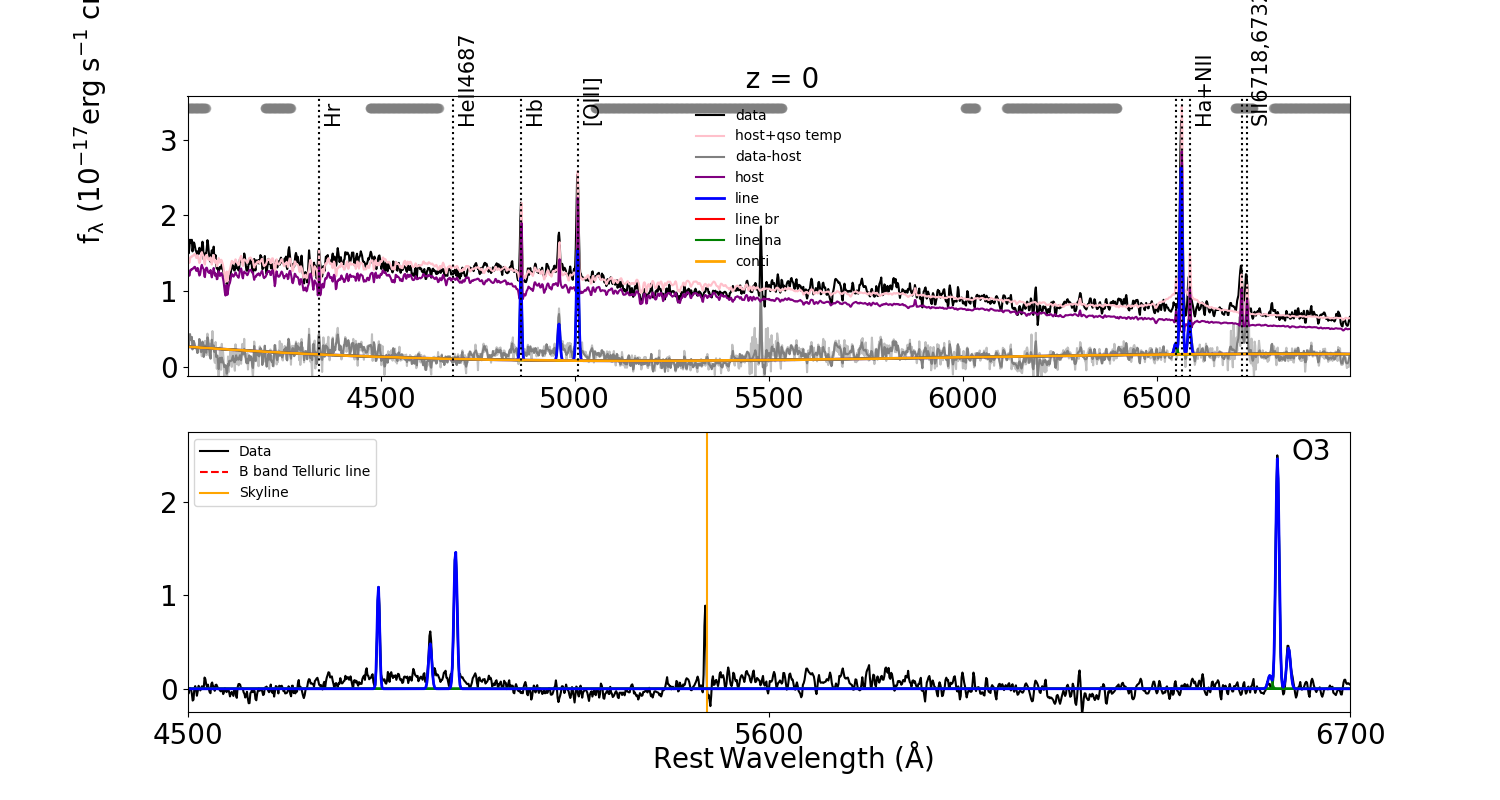 z = 0
f_λ (10^−17 erg s^−1
Hr
HeII4687
Hb
[OIII]
Ha+NII
SII6718,673
data
host+qso temp
data-host
host
line
line br
line na
conti
3
2
1
0
4500
5000
5500
6000
6500
Data
B band Telluric line
Skyline
O3
2
1
0
4500
5600
6700
Rest Wavelength (Å)